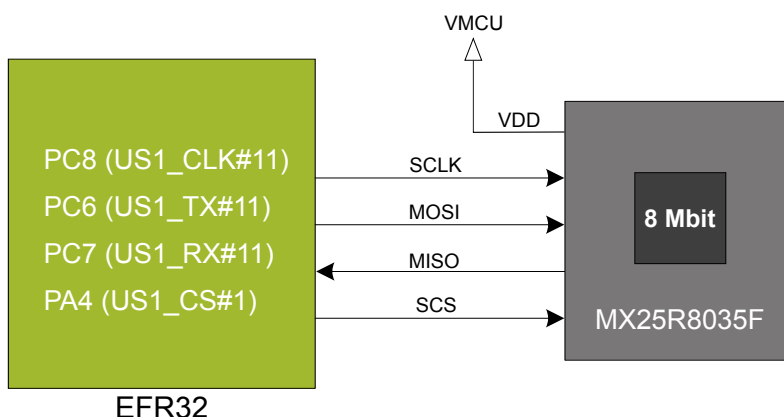 VMCU
VDD
PC8 (US1_CLK#11)
SCLK
PC6 (US1_TX#11)
MOSI
8 Mbit
PC7 (US1_RX#11)
MISO
PA4 (US1_CS#1)
SCS
MX25R8035F
EFR32